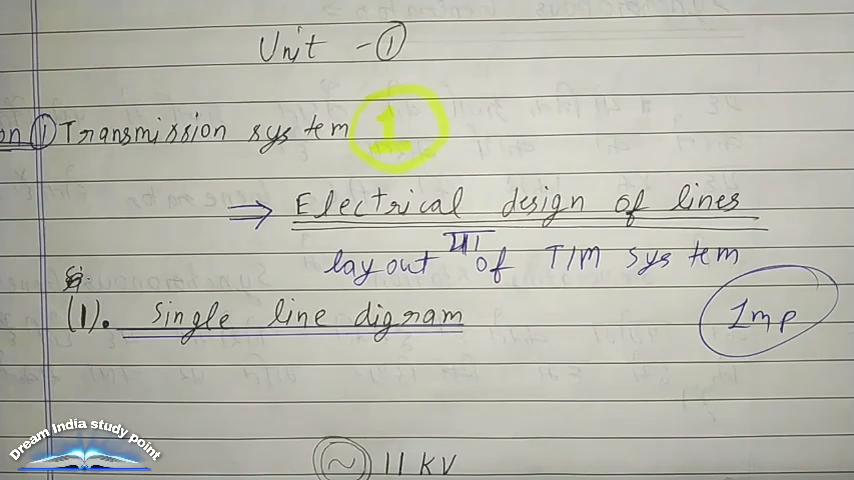 Unit - ①
on ① Transmission system 1
⇒ Electrical design of lines
या
layout of T/M system
(1). Single line digram
Imp
~ 11 KV
Dream India study point